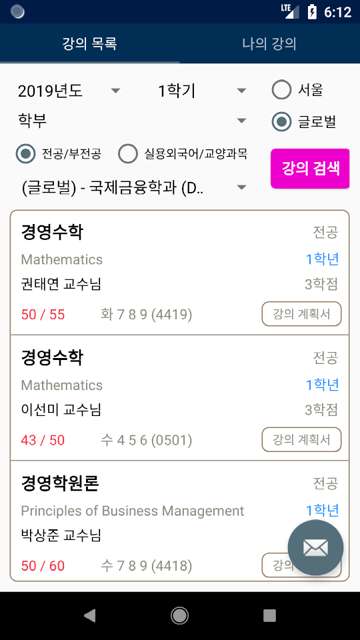 LTE 6:12
강의 목록 나의 강의
2019년도 1학기 서울
학부 글로벌
전공/부전공 실용외국어/교양과목 강의 검색
(글로벌) - 국제금융학과 (D..
경영수학 전공
Mathematics 1학년
권태연 교수님 3학점
50 / 55 화 7 8 9 (4419) 강의 계획서
경영수학 전공
Mathematics 1학년
이선미 교수님 3학점
43 / 50 수 4 5 6 (0501) 강의 계획서
경영학원론 전공
Principles of Business Management 1학년
박상준 교수님
50 / 60 수 7 8 9 (4418)